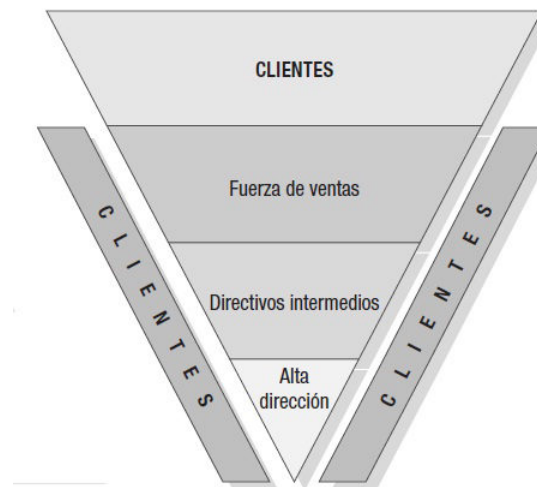 CLIENTES
Fuerza de ventas
Directivos intermedios
Alta
dirección
CLIENTES
CLIENTES